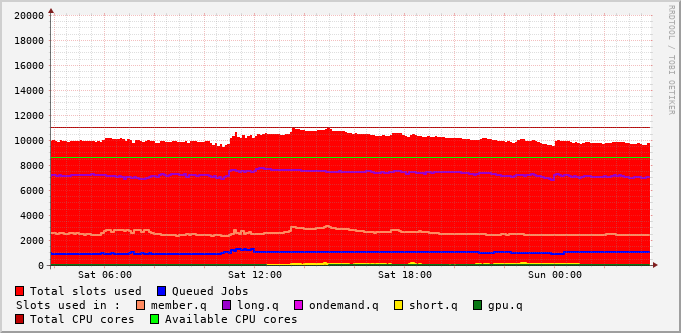 20000
18000
16000
14000
12000
10000
8000
6000
4000
2000
0
Sat 06:00 Sat 12:00 Sat 18:00 Sun 00:00
Total slots used Queued Jobs
Slots used in : member.q long.q ondemand.q short.q gpu.q
Total CPU cores Available CPU cores
RRDTOOL / TOBI OETIKER